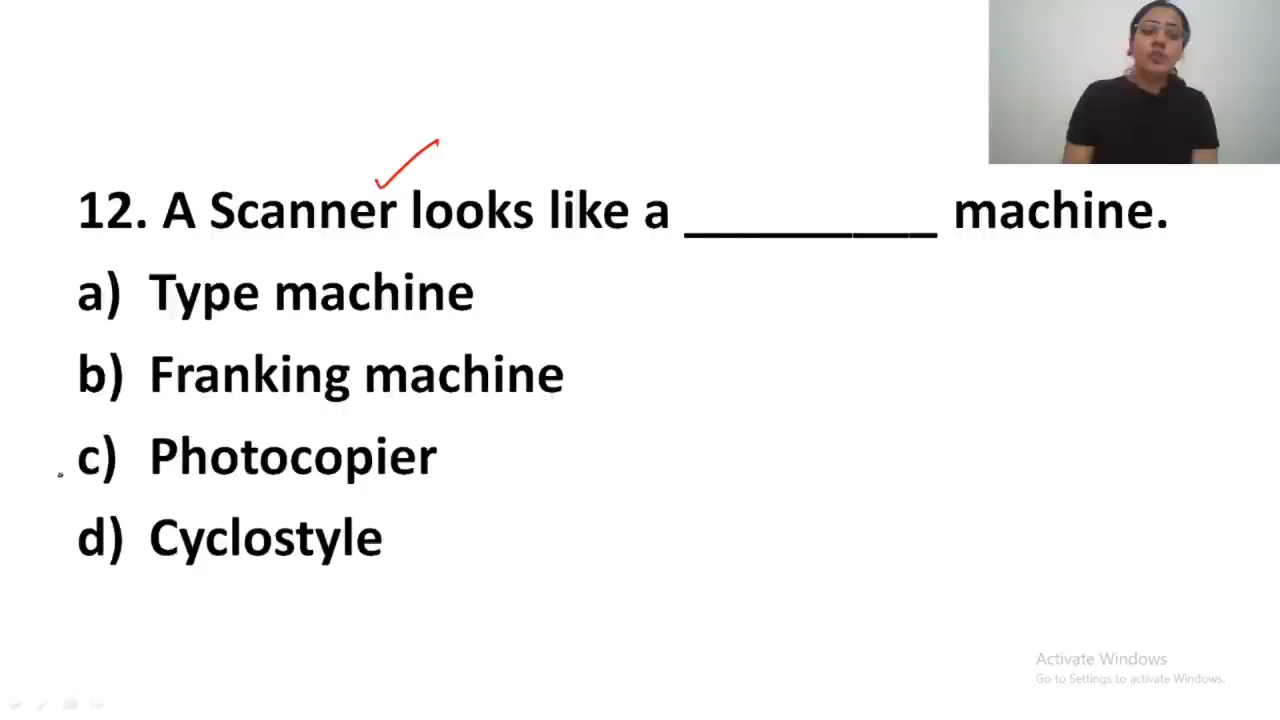 12. A Scanner looks like a _________ machine.
a) Type machine
b) Franking machine
c) Photocopier
d) Cyclostyle
Activate Windows
Go to Settings to activate Windows.